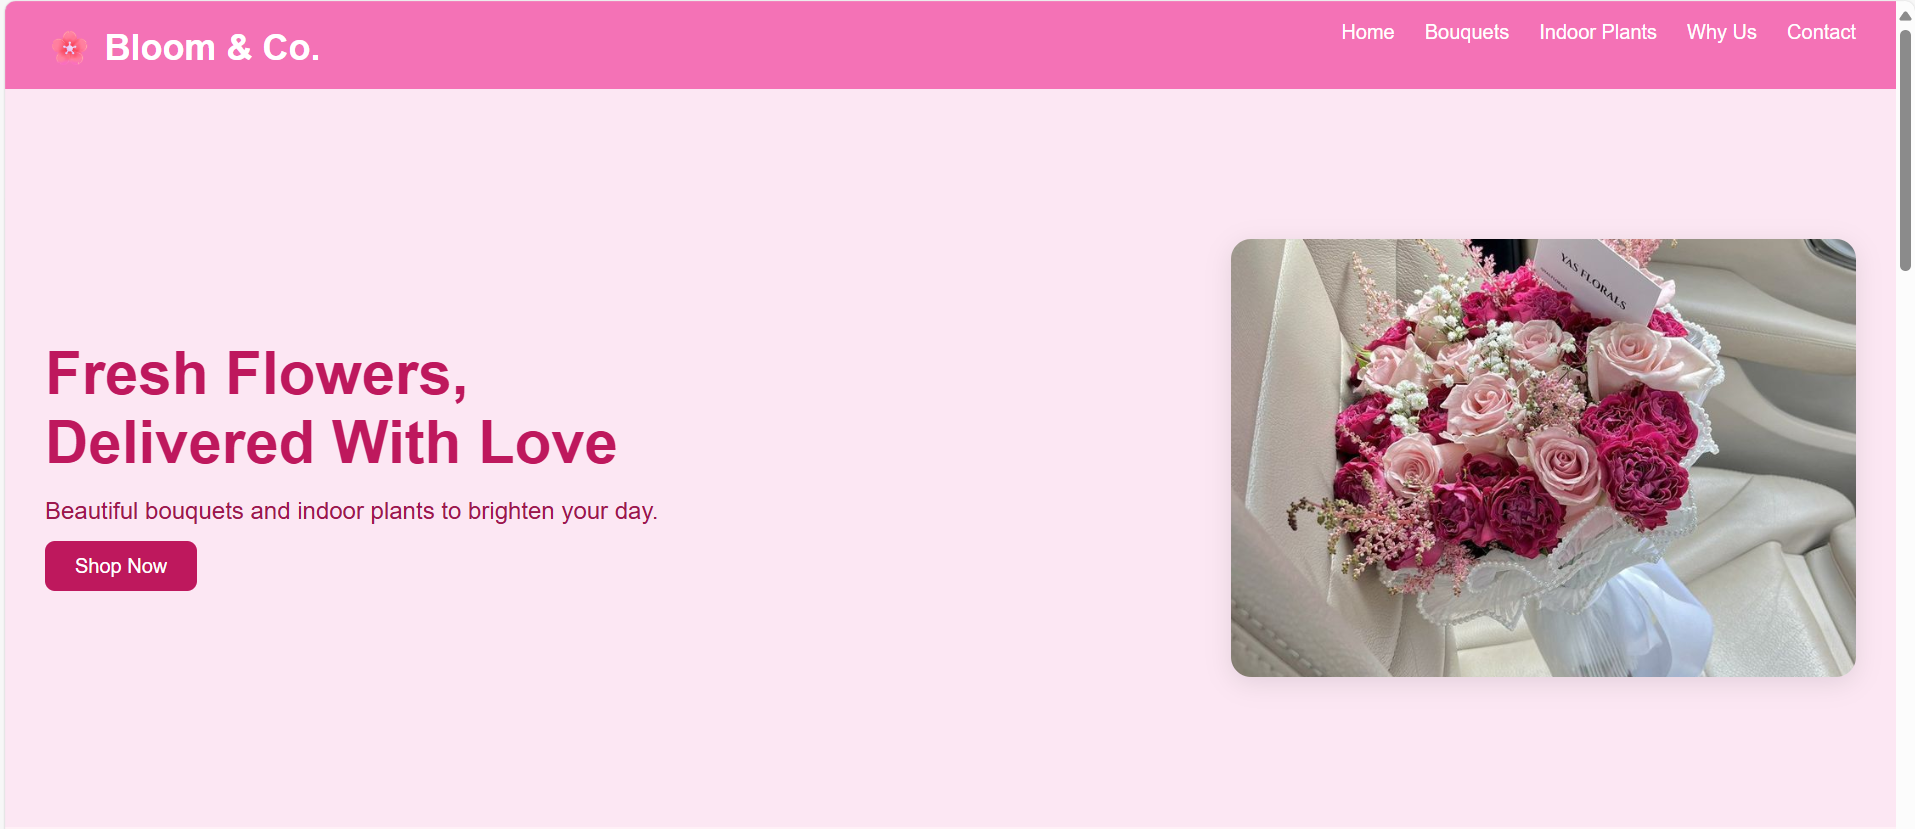 Bloom & Co.
Home Bouquets Indoor Plants Why Us Contact
Fresh Flowers,
Delivered With Love
Beautiful bouquets and indoor plants to brighten your day.
Shop Now
YAS FLORALS